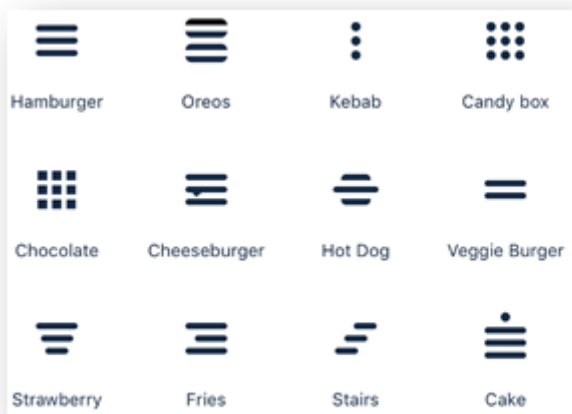 Hamburger Oreos Kebab Candy box
Chocolate Cheeseburger Hot Dog Veggie Burger
Strawberry Fries Stairs Cake